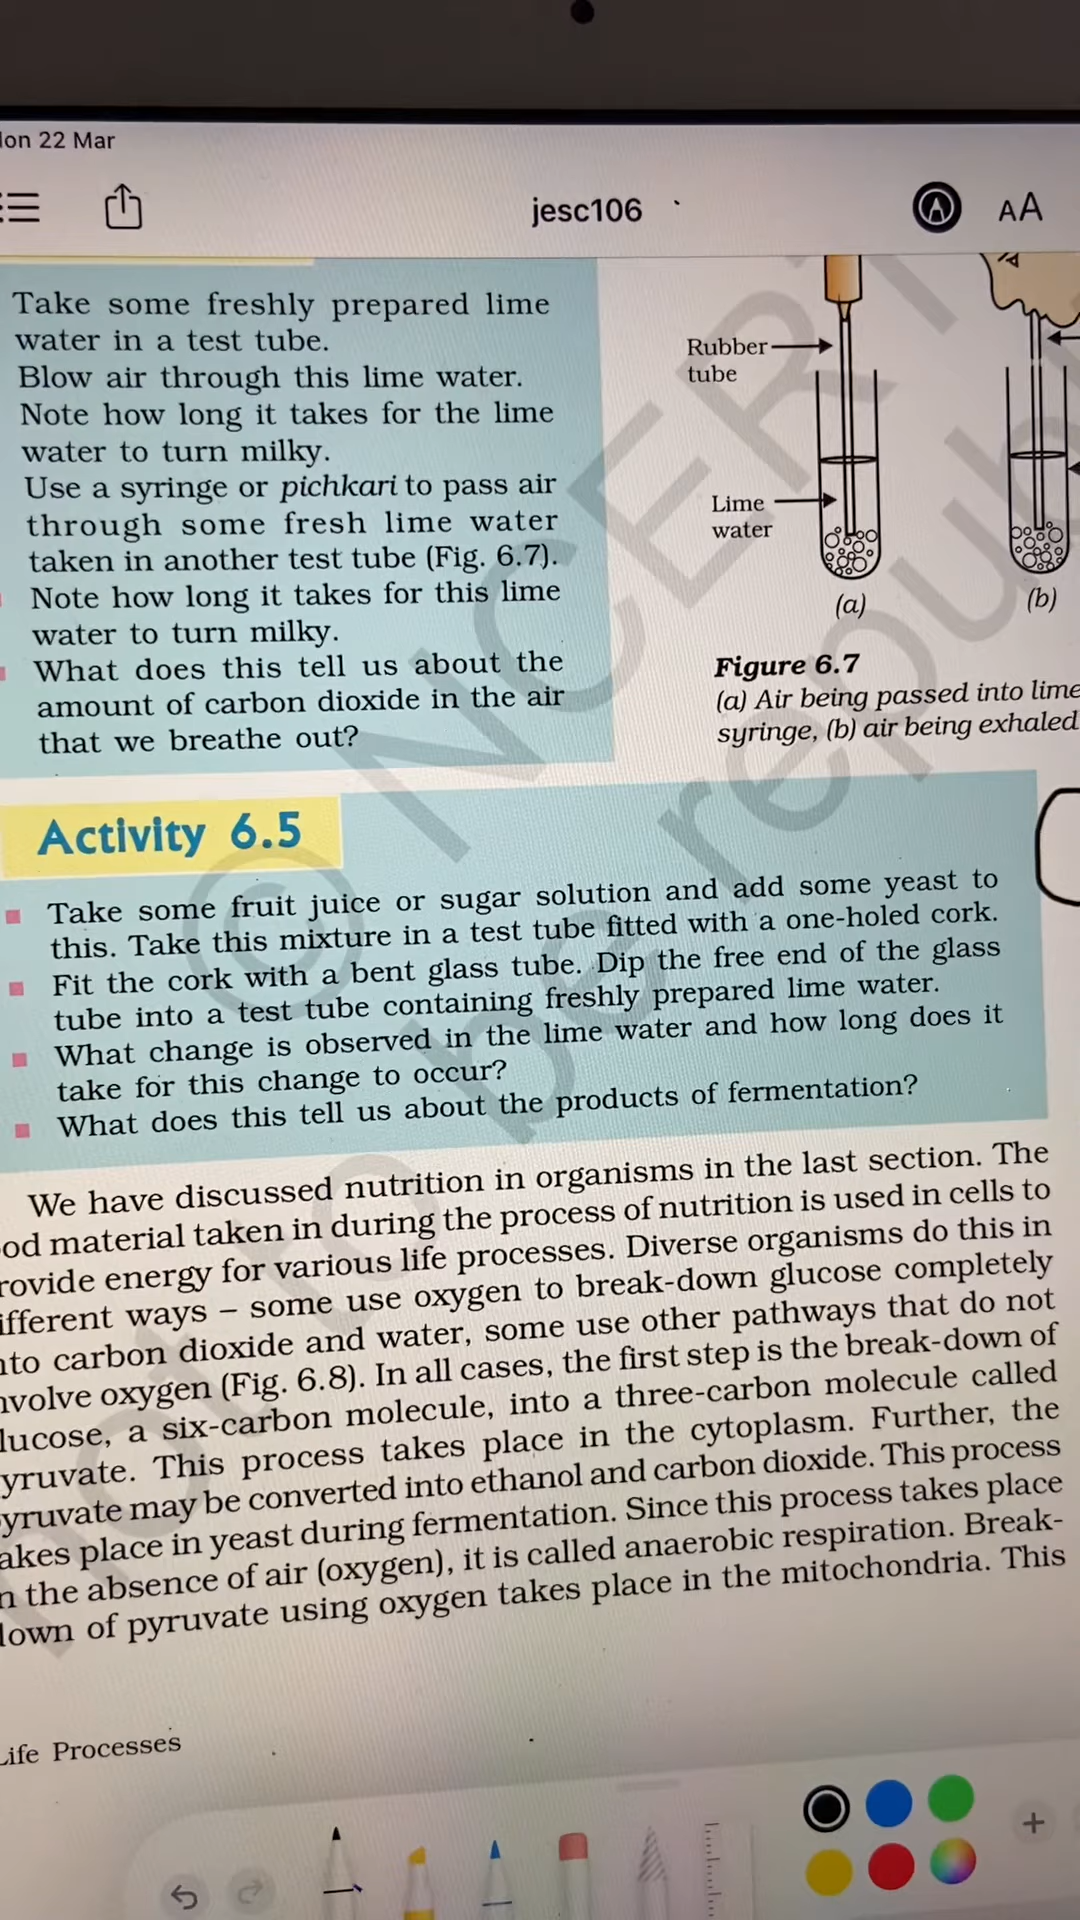 on 22 Mar
jesc106
AA
Take some freshly prepared lime
water in a test tube.
Blow air through this lime water.
Note how long it takes for the lime
water to turn milky.
Use a syringe or pichkari to pass air
through some fresh lime water
taken in another test tube (Fig. 6.7).
Note how long it takes for this lime
water to turn milky.
What does this tell us about the
amount of carbon dioxide in the air
that we breathe out?
Rubber
tube
Lime
water
(a)
(b)
Figure 6.7
(a) Air being passed into lime
syringe, (b) air being exhaled
Activity 6.5
Take some fruit juice or sugar solution and add some yeast to
this. Take this mixture in a test tube fitted with a one-holed cork.
Fit the cork with a bent glass tube. Dip the free end of the glass
tube into a test tube containing freshly prepared lime water.
What change is observed in the lime water and how long does it
take for this change to occur?
What does this tell us about the products of fermentation?
We have discussed nutrition in organisms in the last section. The
od material taken in during the process of nutrition is used in cells to
rovide energy for various life processes. Diverse organisms do this in
ifferent ways – some use oxygen to break-down glucose completely
nto carbon dioxide and water, some use other pathways that do not
nvolve oxygen (Fig. 6.8). In all cases, the first step is the break-down of
lucose, a six-carbon molecule, into a three-carbon molecule called
yruvate. This process takes place in the cytoplasm. Further, the
yruvate may be converted into ethanol and carbon dioxide. This process
akes place in yeast during fermentation. Since this process takes place
n the absence of air (oxygen), it is called anaerobic respiration. Break-
down of pyruvate using oxygen takes place in the mitochondria. This
Life Processes
© NCERT
not to be repub